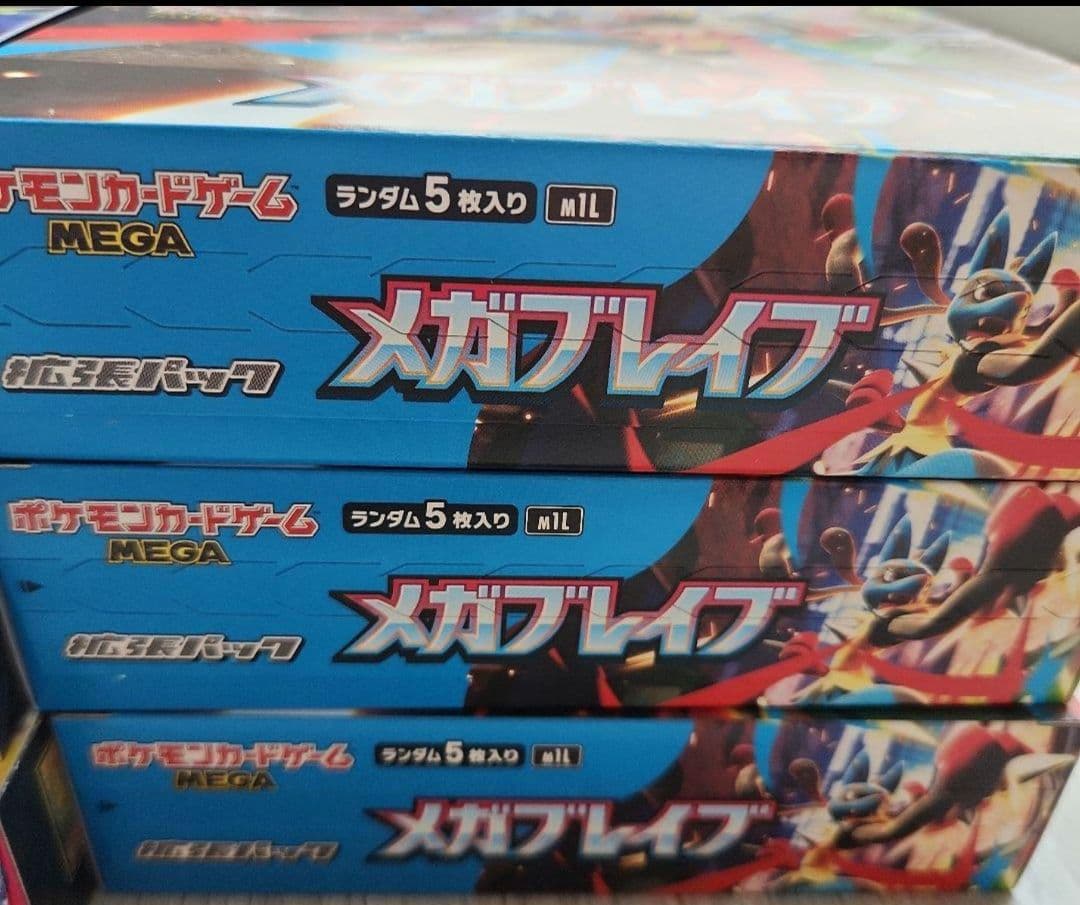 ケモンカードゲーム
MEGA
ランダム5枚入り M1L
メガブレイブ
拡張パック
ポケモンカードゲーム
MEGA
ランダム5枚入り M1L
メガブレイブ
拡張パック
ポケモンカードゲーム
MEGA
ランダム5枚入り M1L
メガブレイブ
拡張パック